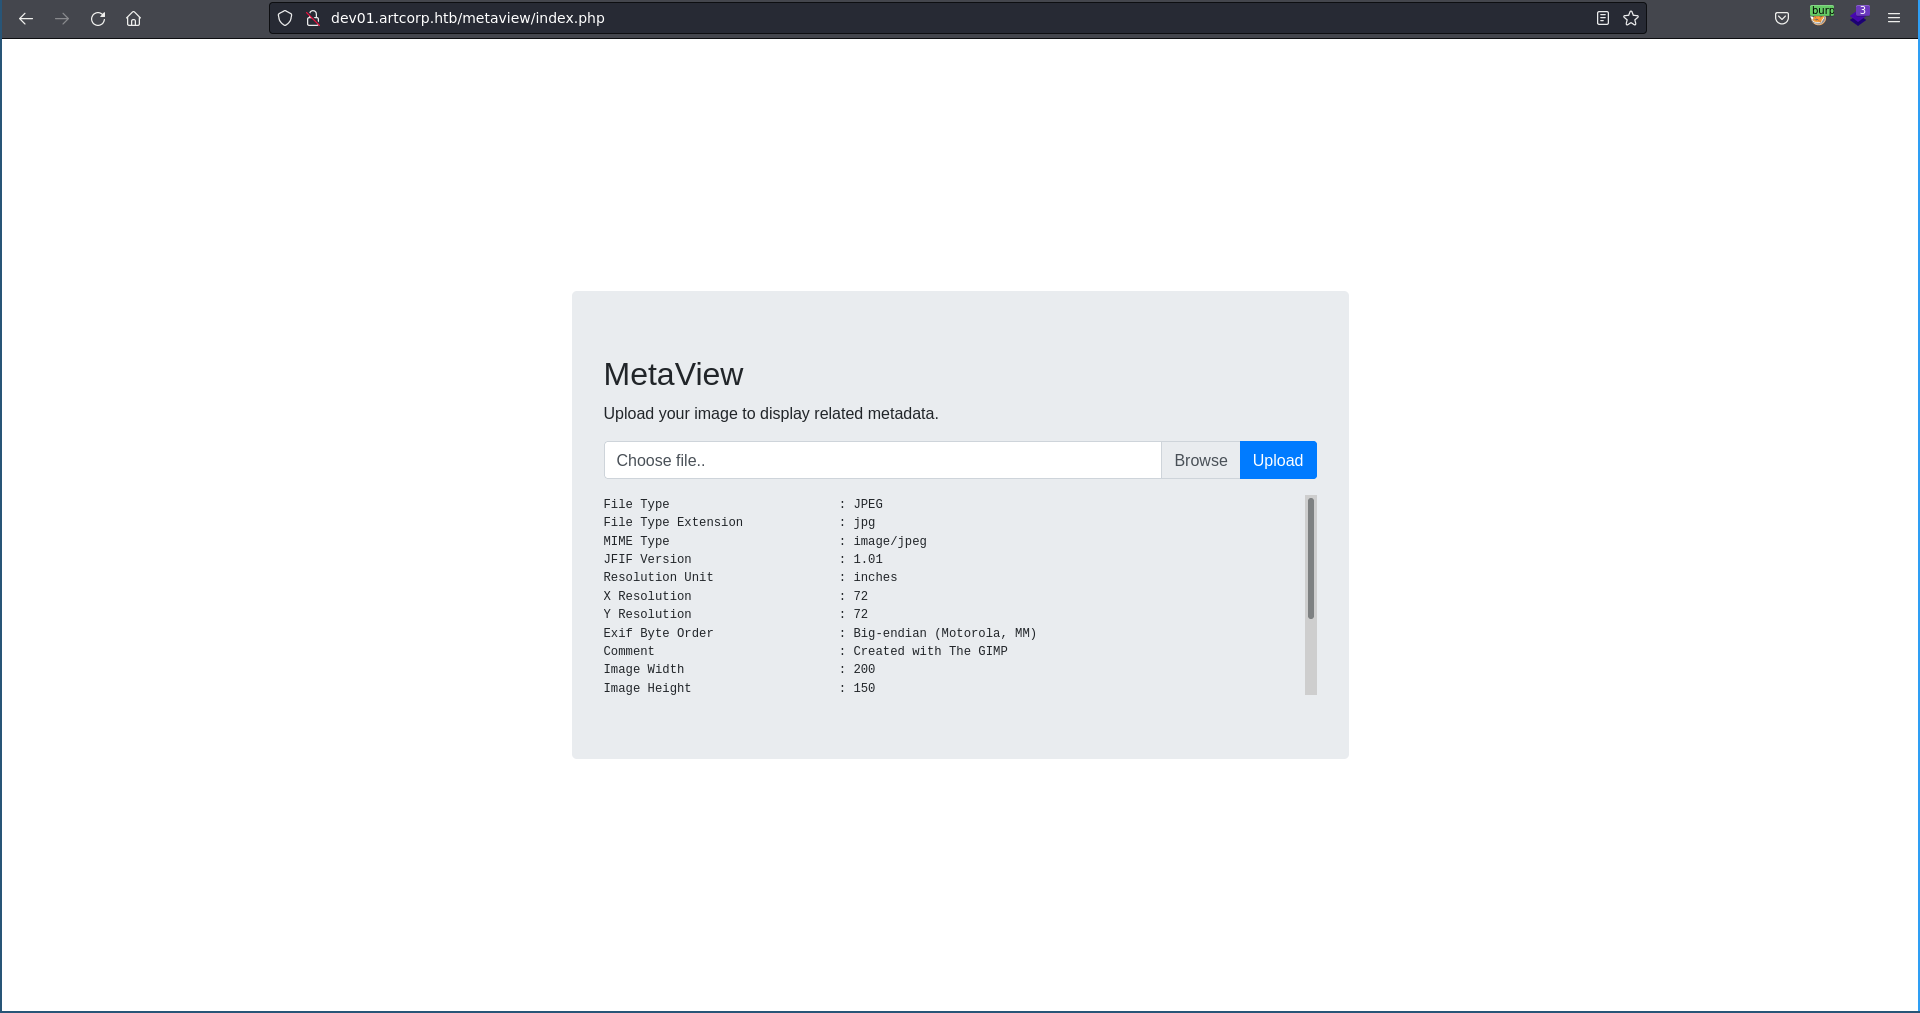 dev01.artcorp.htb/metaview/index.php
burp
3
MetaView
Upload your image to display related metadata.
Choose file.. Browse Upload
File Type : JPEG
File Type Extension : jpg
MIME Type : image/jpeg
JFIF Version : 1.01
Resolution Unit : inches
X Resolution : 72
Y Resolution : 72
Exif Byte Order : Big-endian (Motorola, MM)
Comment : Created with The GIMP
Image Width : 200
Image Height : 150